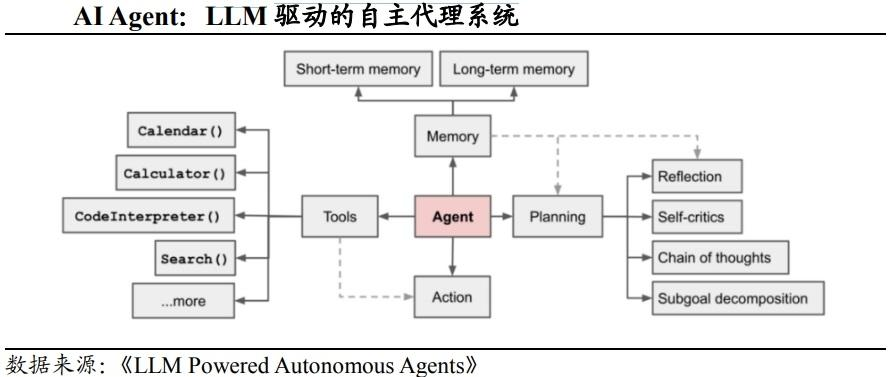 AI Agent：LLM 驱动的自主代理系统
Short-term memory
Long-term memory
Memory
Calendar()
Calculator()
CodeInterpreter()
Search()
...more
Tools
Agent
Planning
Action
Reflection
Self-critics
Chain of thoughts
Subgoal decomposition
数据来源：《LLM Powered Autonomous Agents》